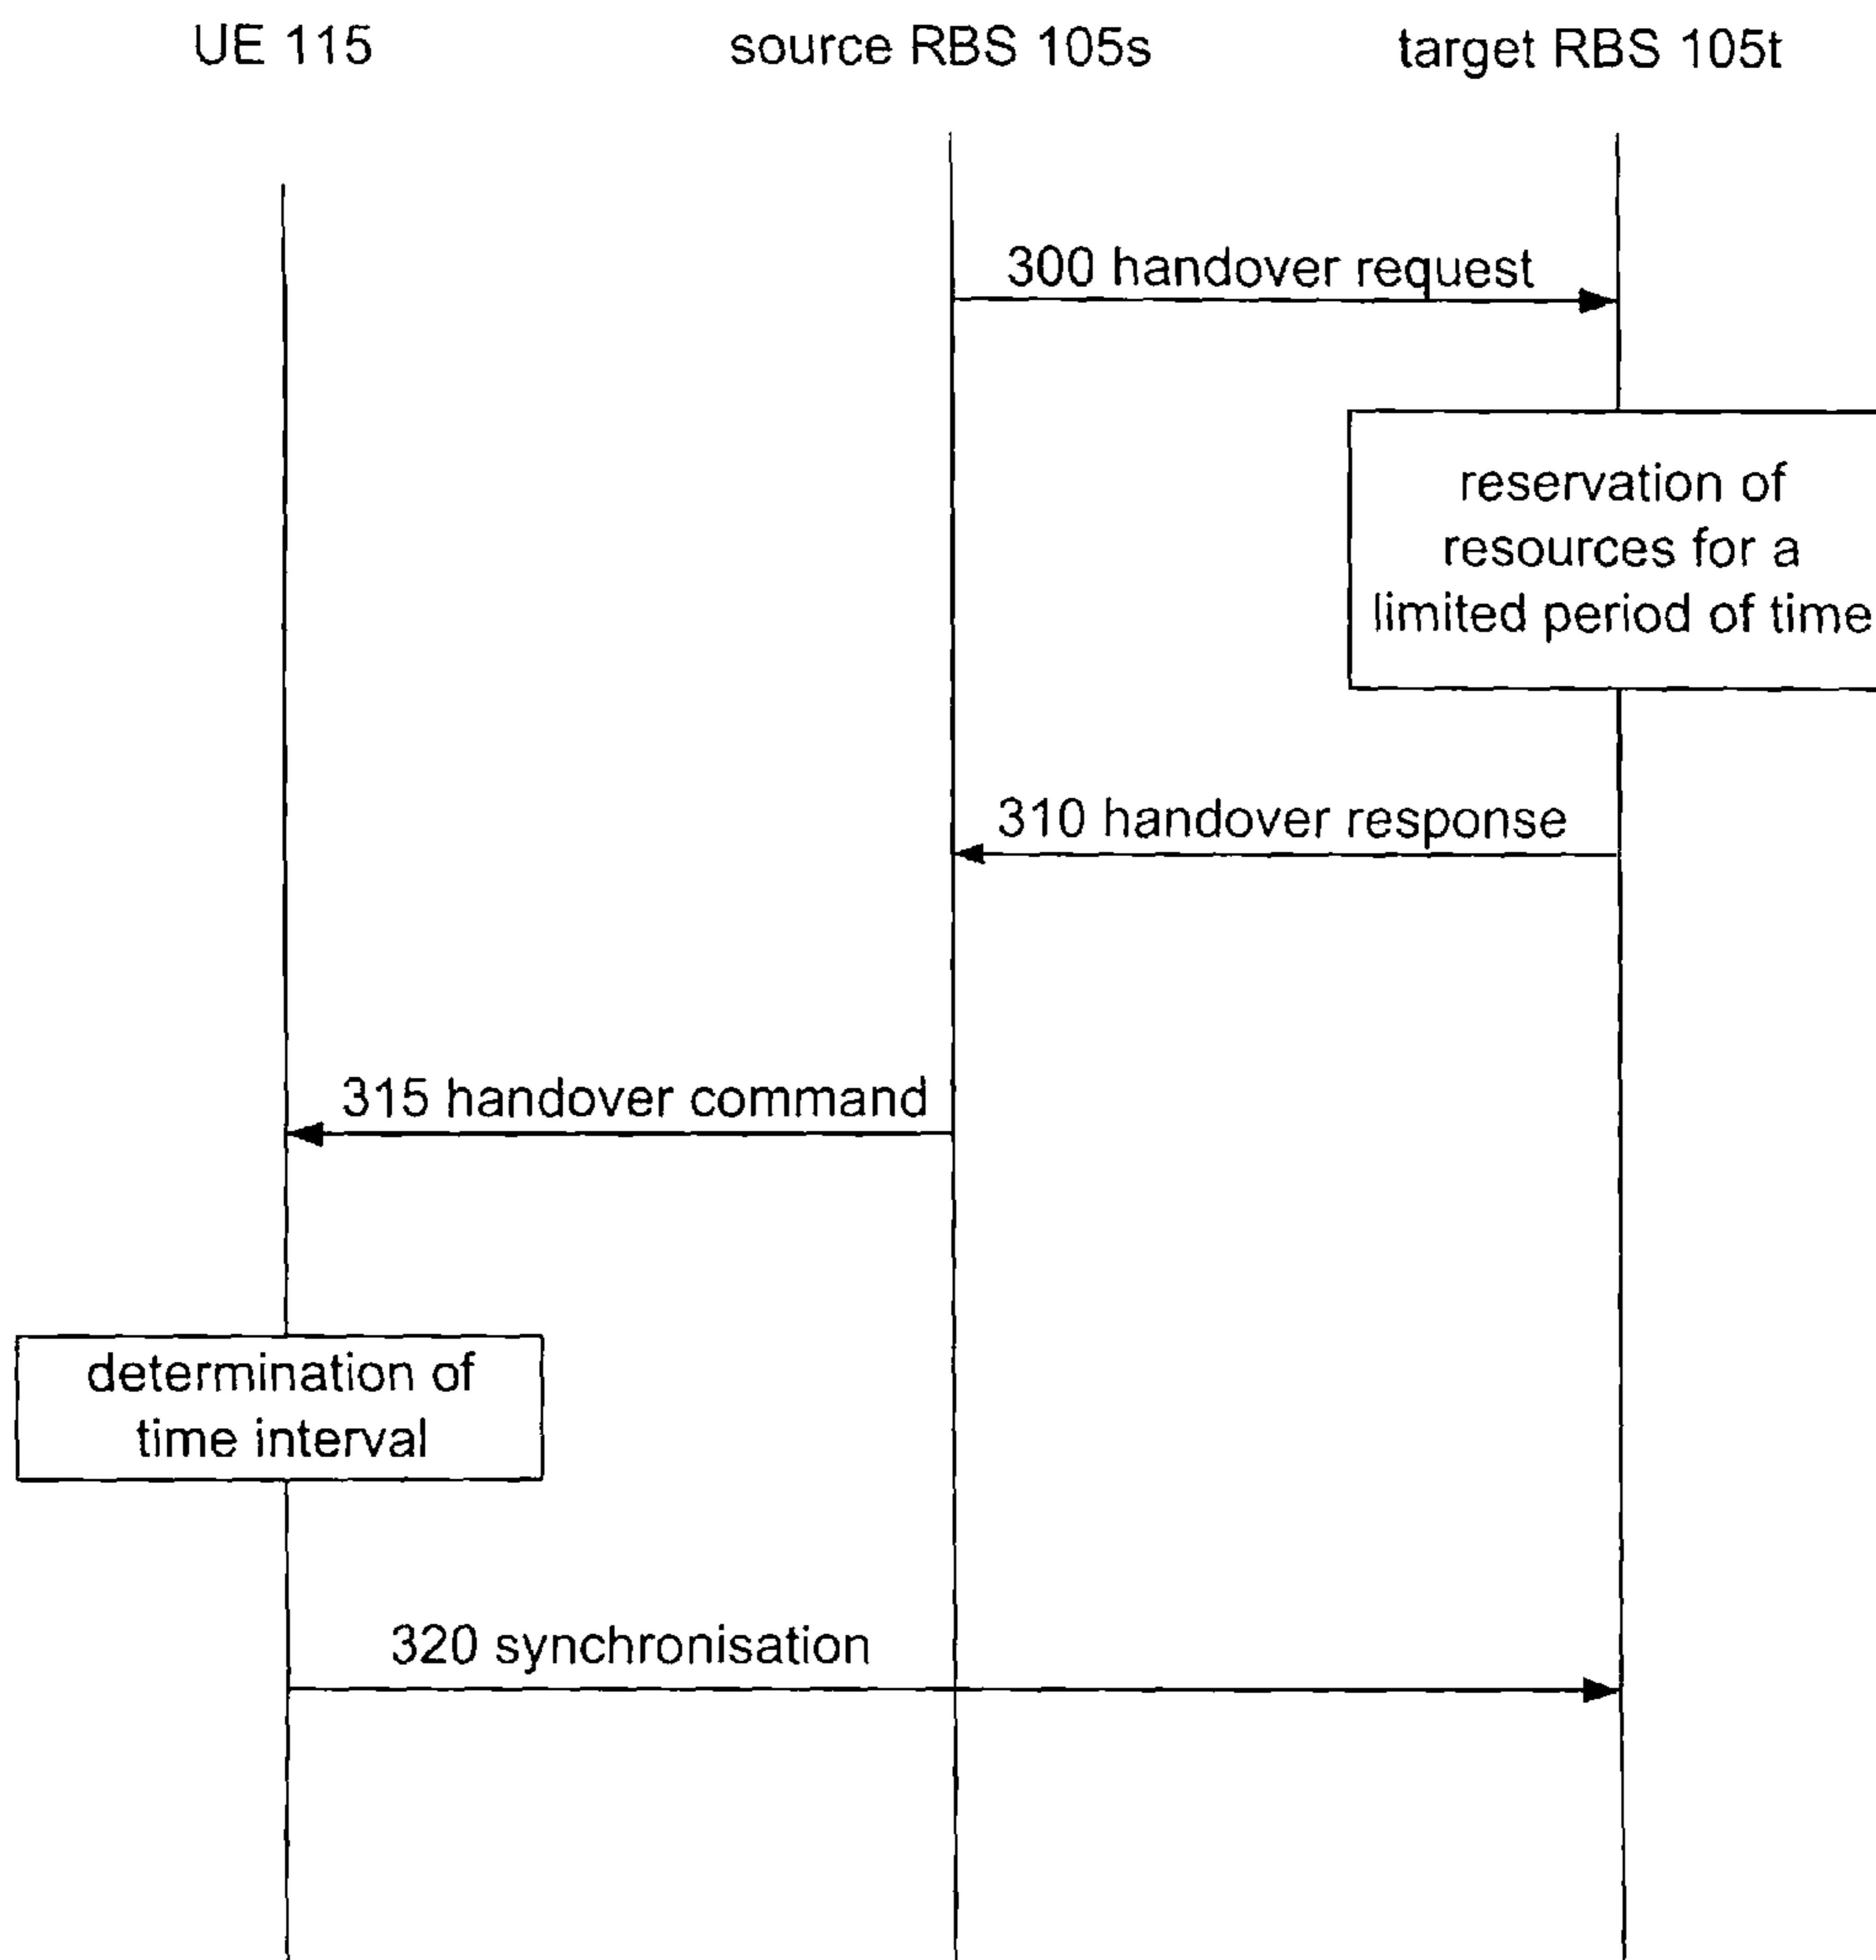 UE 115
source RBS 105s
target RBS 105t
300 handover request
reservation of
resources for a
limited period of time
310 handover response
315 handover command
determination of
time interval
320 synchronisation